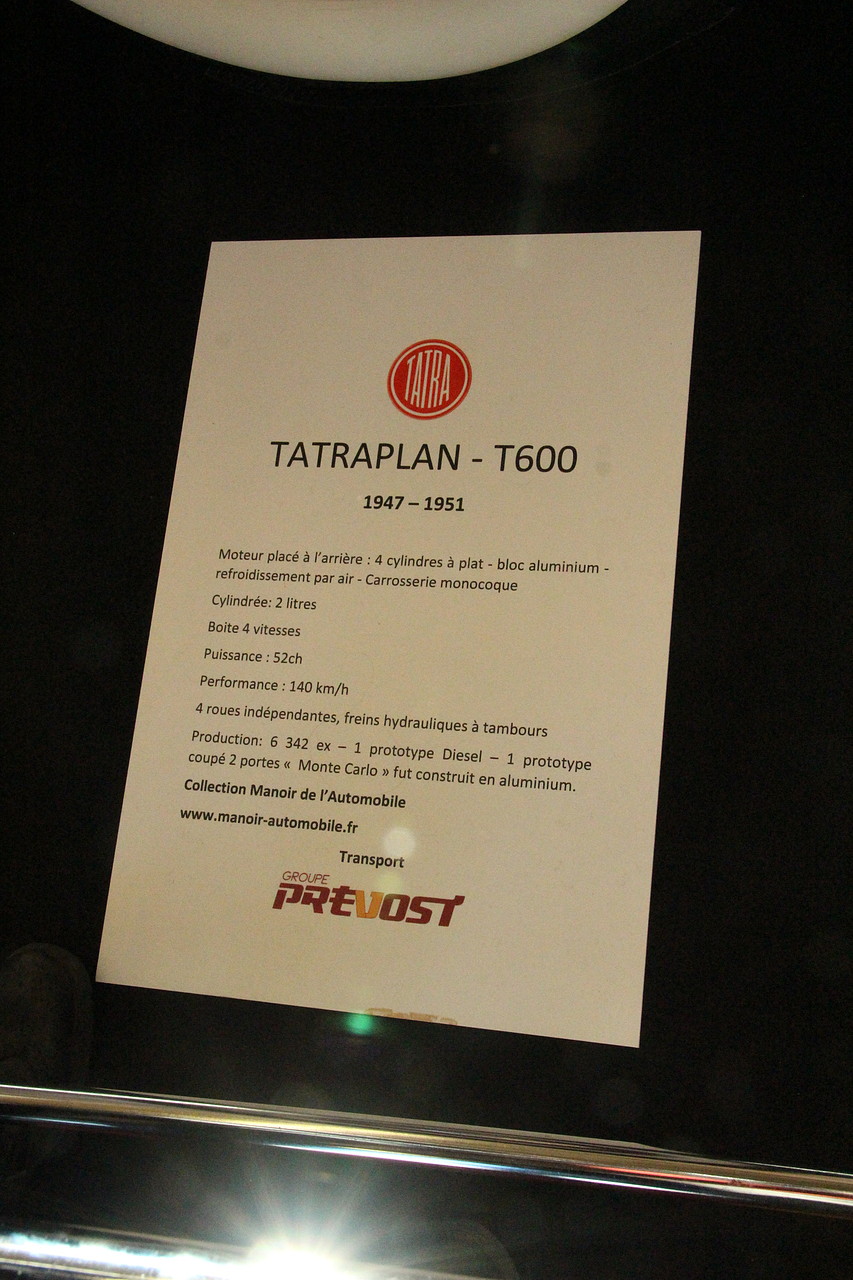 TATRA
TATRAPLAN - T600
1947 – 1951
Moteur placé à l'arrière : 4 cylindres à plat - bloc aluminium -
refroidissement par air - Carrosserie monocoque
Cylindrée: 2 litres
Boite 4 vitesses
Puissance : 52ch
Performance : 140 km/h
4 roues indépendantes, freins hydrauliques à tambours
Production: 6 342 ex – 1 prototype Diesel – 1 prototype
coupé 2 portes « Monte Carlo » fut construit en aluminium.
Collection Manoir de l'Automobile
www.manoir-automobile.fr
Transport
GROUPE
PRÉVOST